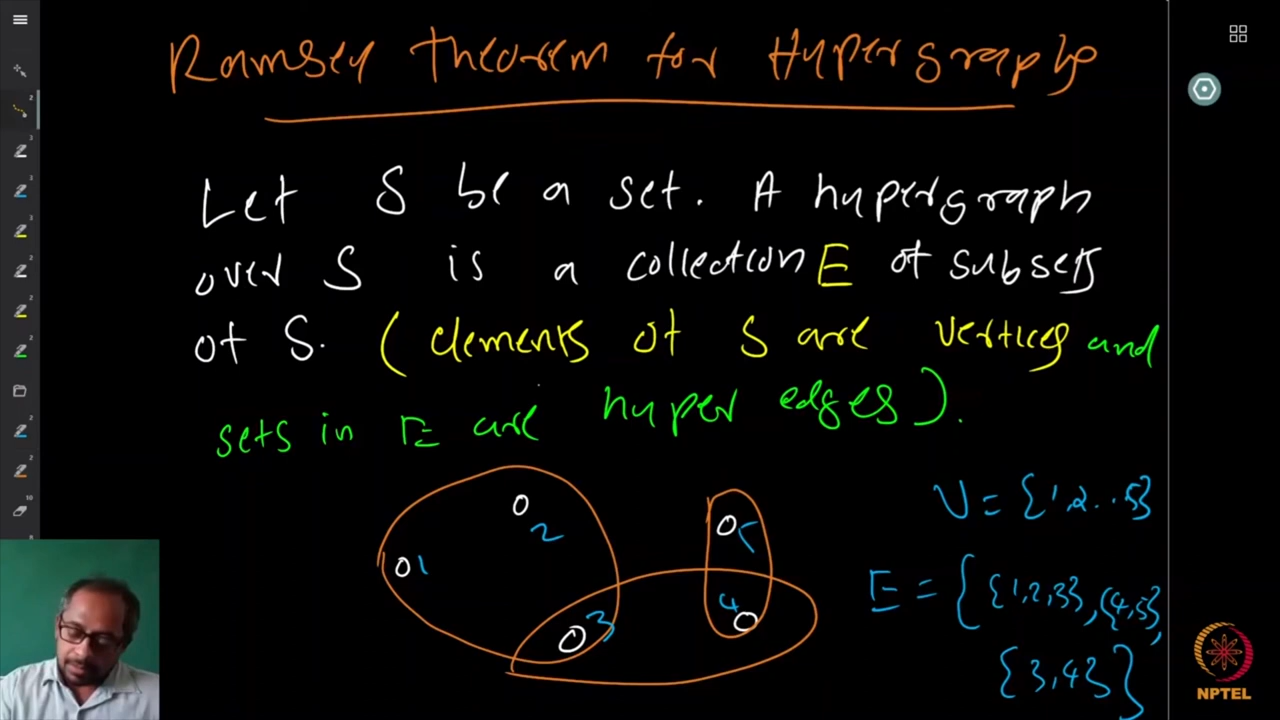 Ramsey theorem for Hypergraphs
Let S be a set. A hypergraph
over S is a collection E of subsets
of S. (elements of S are vertices and
sets in E are hyper edges).
2
5
1
4
3
V = {1,2..5}
E = { {1,2,3}, {4,5},
{3,4} }
NPTEL